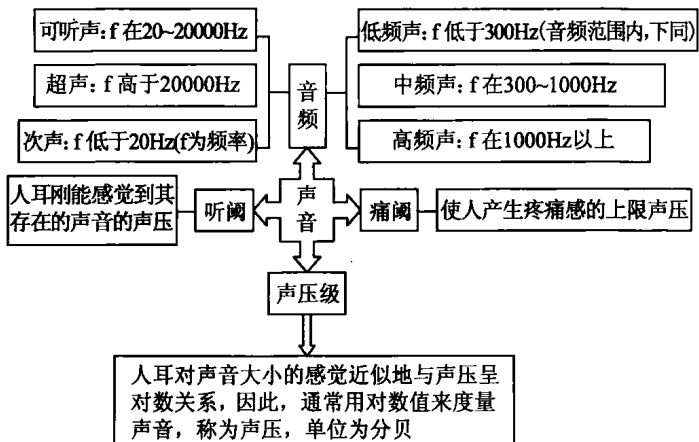 可听声：f 在20~20000Hz
超声：f 高于20000Hz
次声：f 低于20Hz(f为频率)
音频
低频声：f 低于300Hz(音频范围内，下同)
中频声：f 在300~1000Hz
高频声：f 在1000Hz以上
人耳刚能感觉到其
存在的声音的声压
听阈
声音
痛阈
使人产生疼痛感的上限声压
声压级
人耳对声音大小的感觉近似地与声压呈
对数关系，因此，通常用对数值来度量
声音，称为声压，单位为分贝